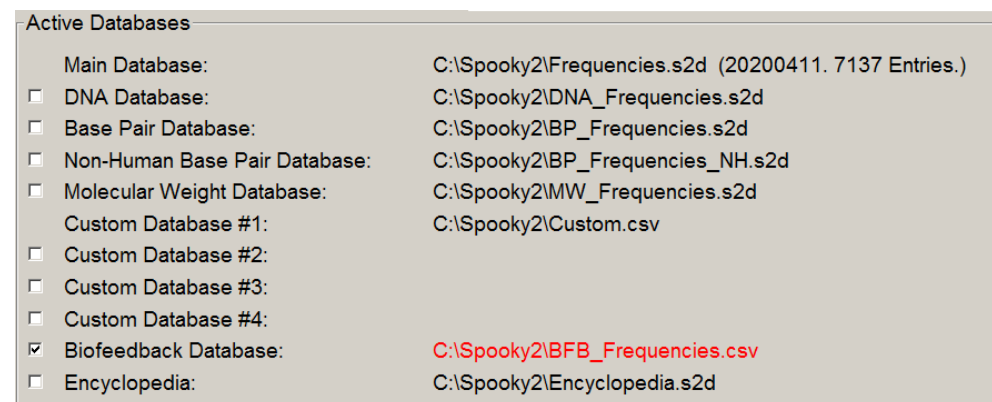 Active Databases
Main Database: C:\Spooky2\Frequencies.s2d (20200411. 7137 Entries.)
DNA Database: C:\Spooky2\DNA_Frequencies.s2d
Base Pair Database: C:\Spooky2\BP_Frequencies.s2d
Non-Human Base Pair Database: C:\Spooky2\BP_Frequencies_NH.s2d
Molecular Weight Database: C:\Spooky2\MW_Frequencies.s2d
Custom Database #1: C:\Spooky2\Custom.csv
Custom Database #2:
Custom Database #3:
Custom Database #4:
Biofeedback Database: C:\Spooky2\BFB_Frequencies.csv
Encyclopedia: C:\Spooky2\Encyclopedia.s2d